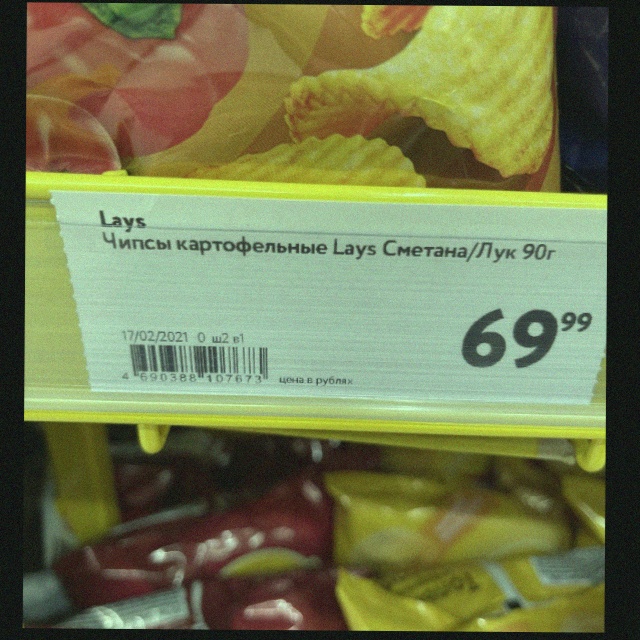 Lays
Чипсы картофельные Lays Сметана/Лук 90г
69 99
17/02/2021 0 ш2 в1
4 690388 107673
цена в рублях